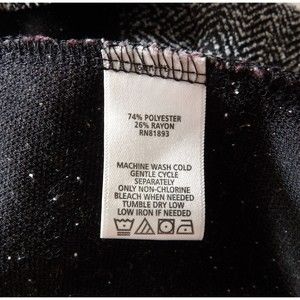 74% POLYESTER
26% RAYON
RN81893
MACHINE WASH COLD
GENTLE CYCLE
SEPARATELY
ONLY NON-CHLORINE
BLEACH WHEN NEEDED
TUMBLE DRY LOW
LOW IRON IF NEEDED